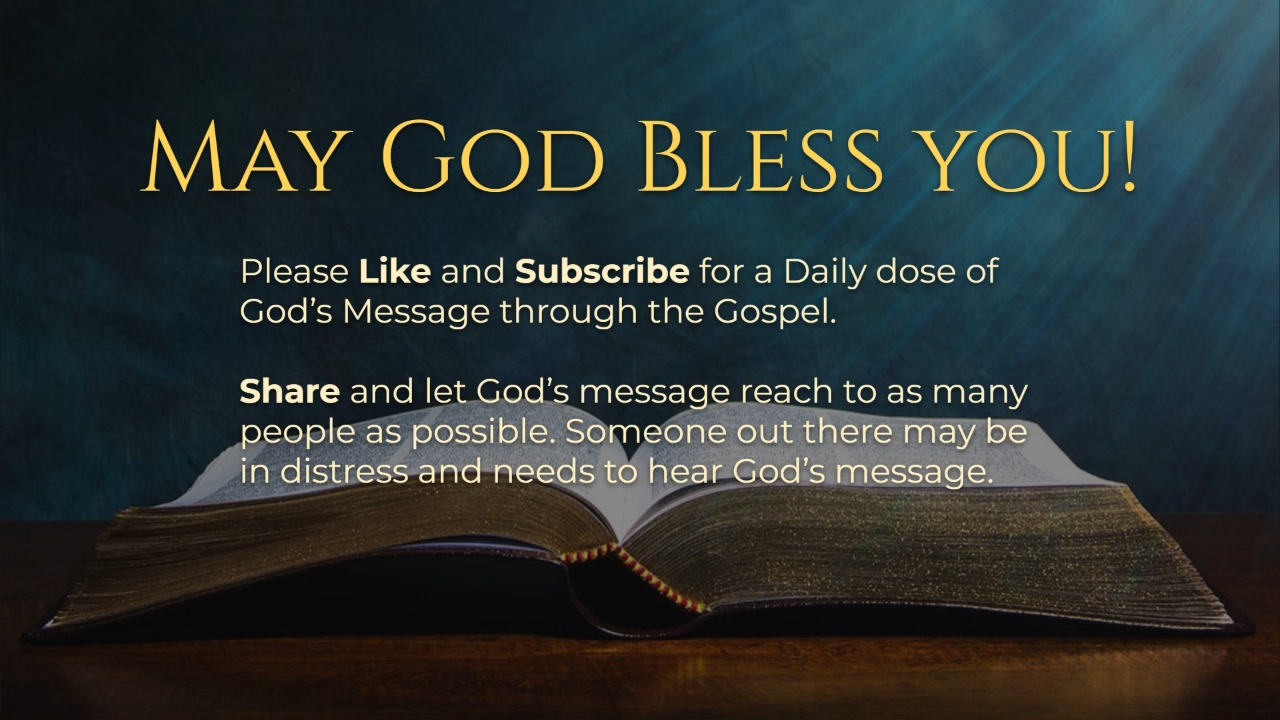 May God Bless you!
Please Like and Subscribe for a Daily dose of
God's Message through the Gospel.
Share and let God's message reach to as many
people as possible. Someone out there may be
in distress and needs to hear God's message.